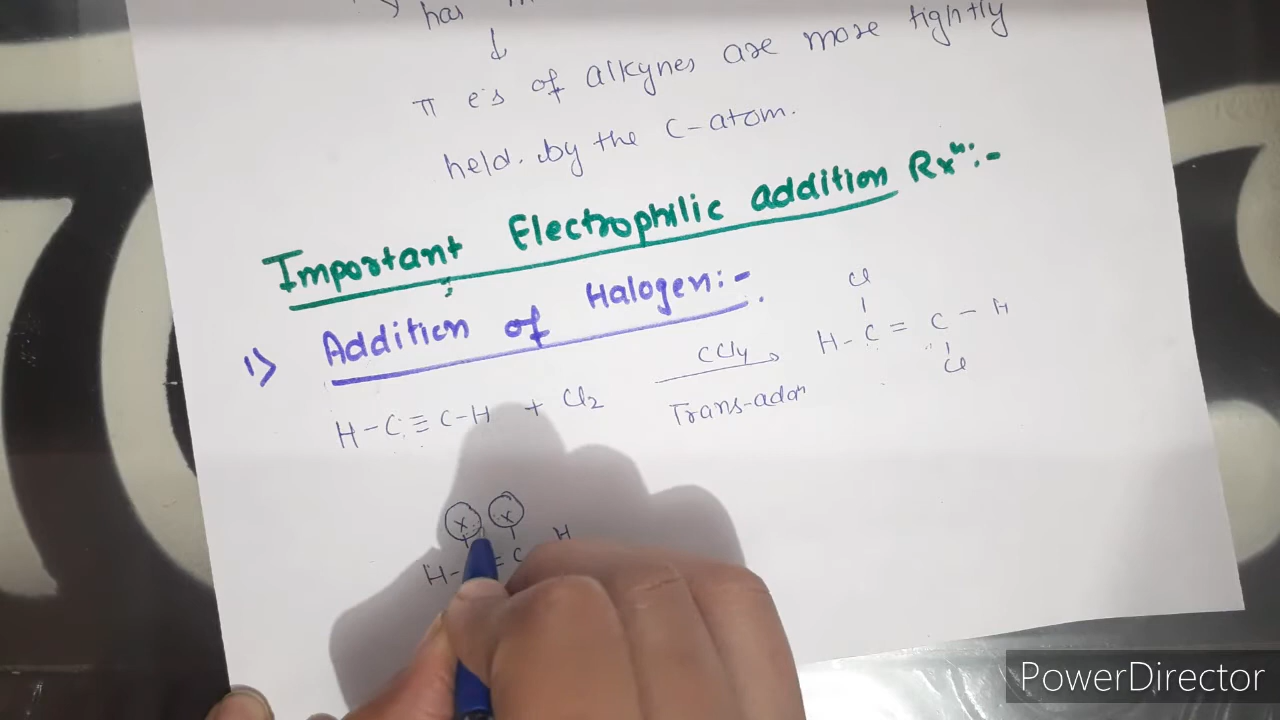 has
↓
π e's of alkynes are more tightly
held. by the C-atom.
Important Electrophilic addition Rxⁿ:-
1> Addition of Halogen:-
H-C≡C-H + Cl2 CCl4 → Trans-addⁿ
Cl
H-C=C-H
Cl
X X
H- = C H
PowerDirector